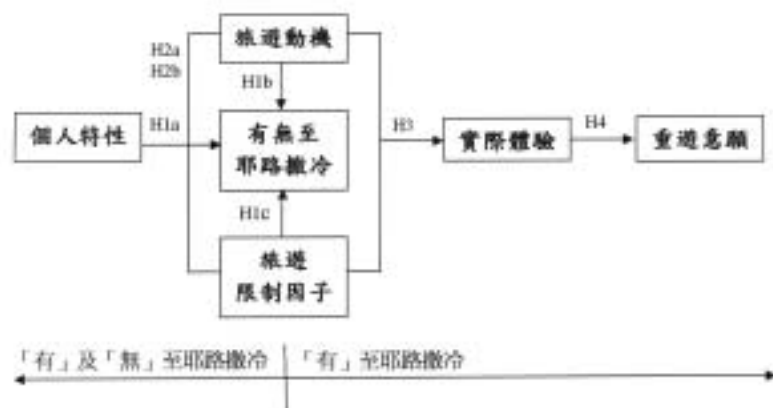 旅遊動機
H2a
H2b
H1b
個人特性
H1a
有無至
耶路撒冷
H3
實際體驗
H4
重遊意願
H1c
旅遊
限制因子
「有」及「無」至耶路撒冷
「有」至耶路撒冷